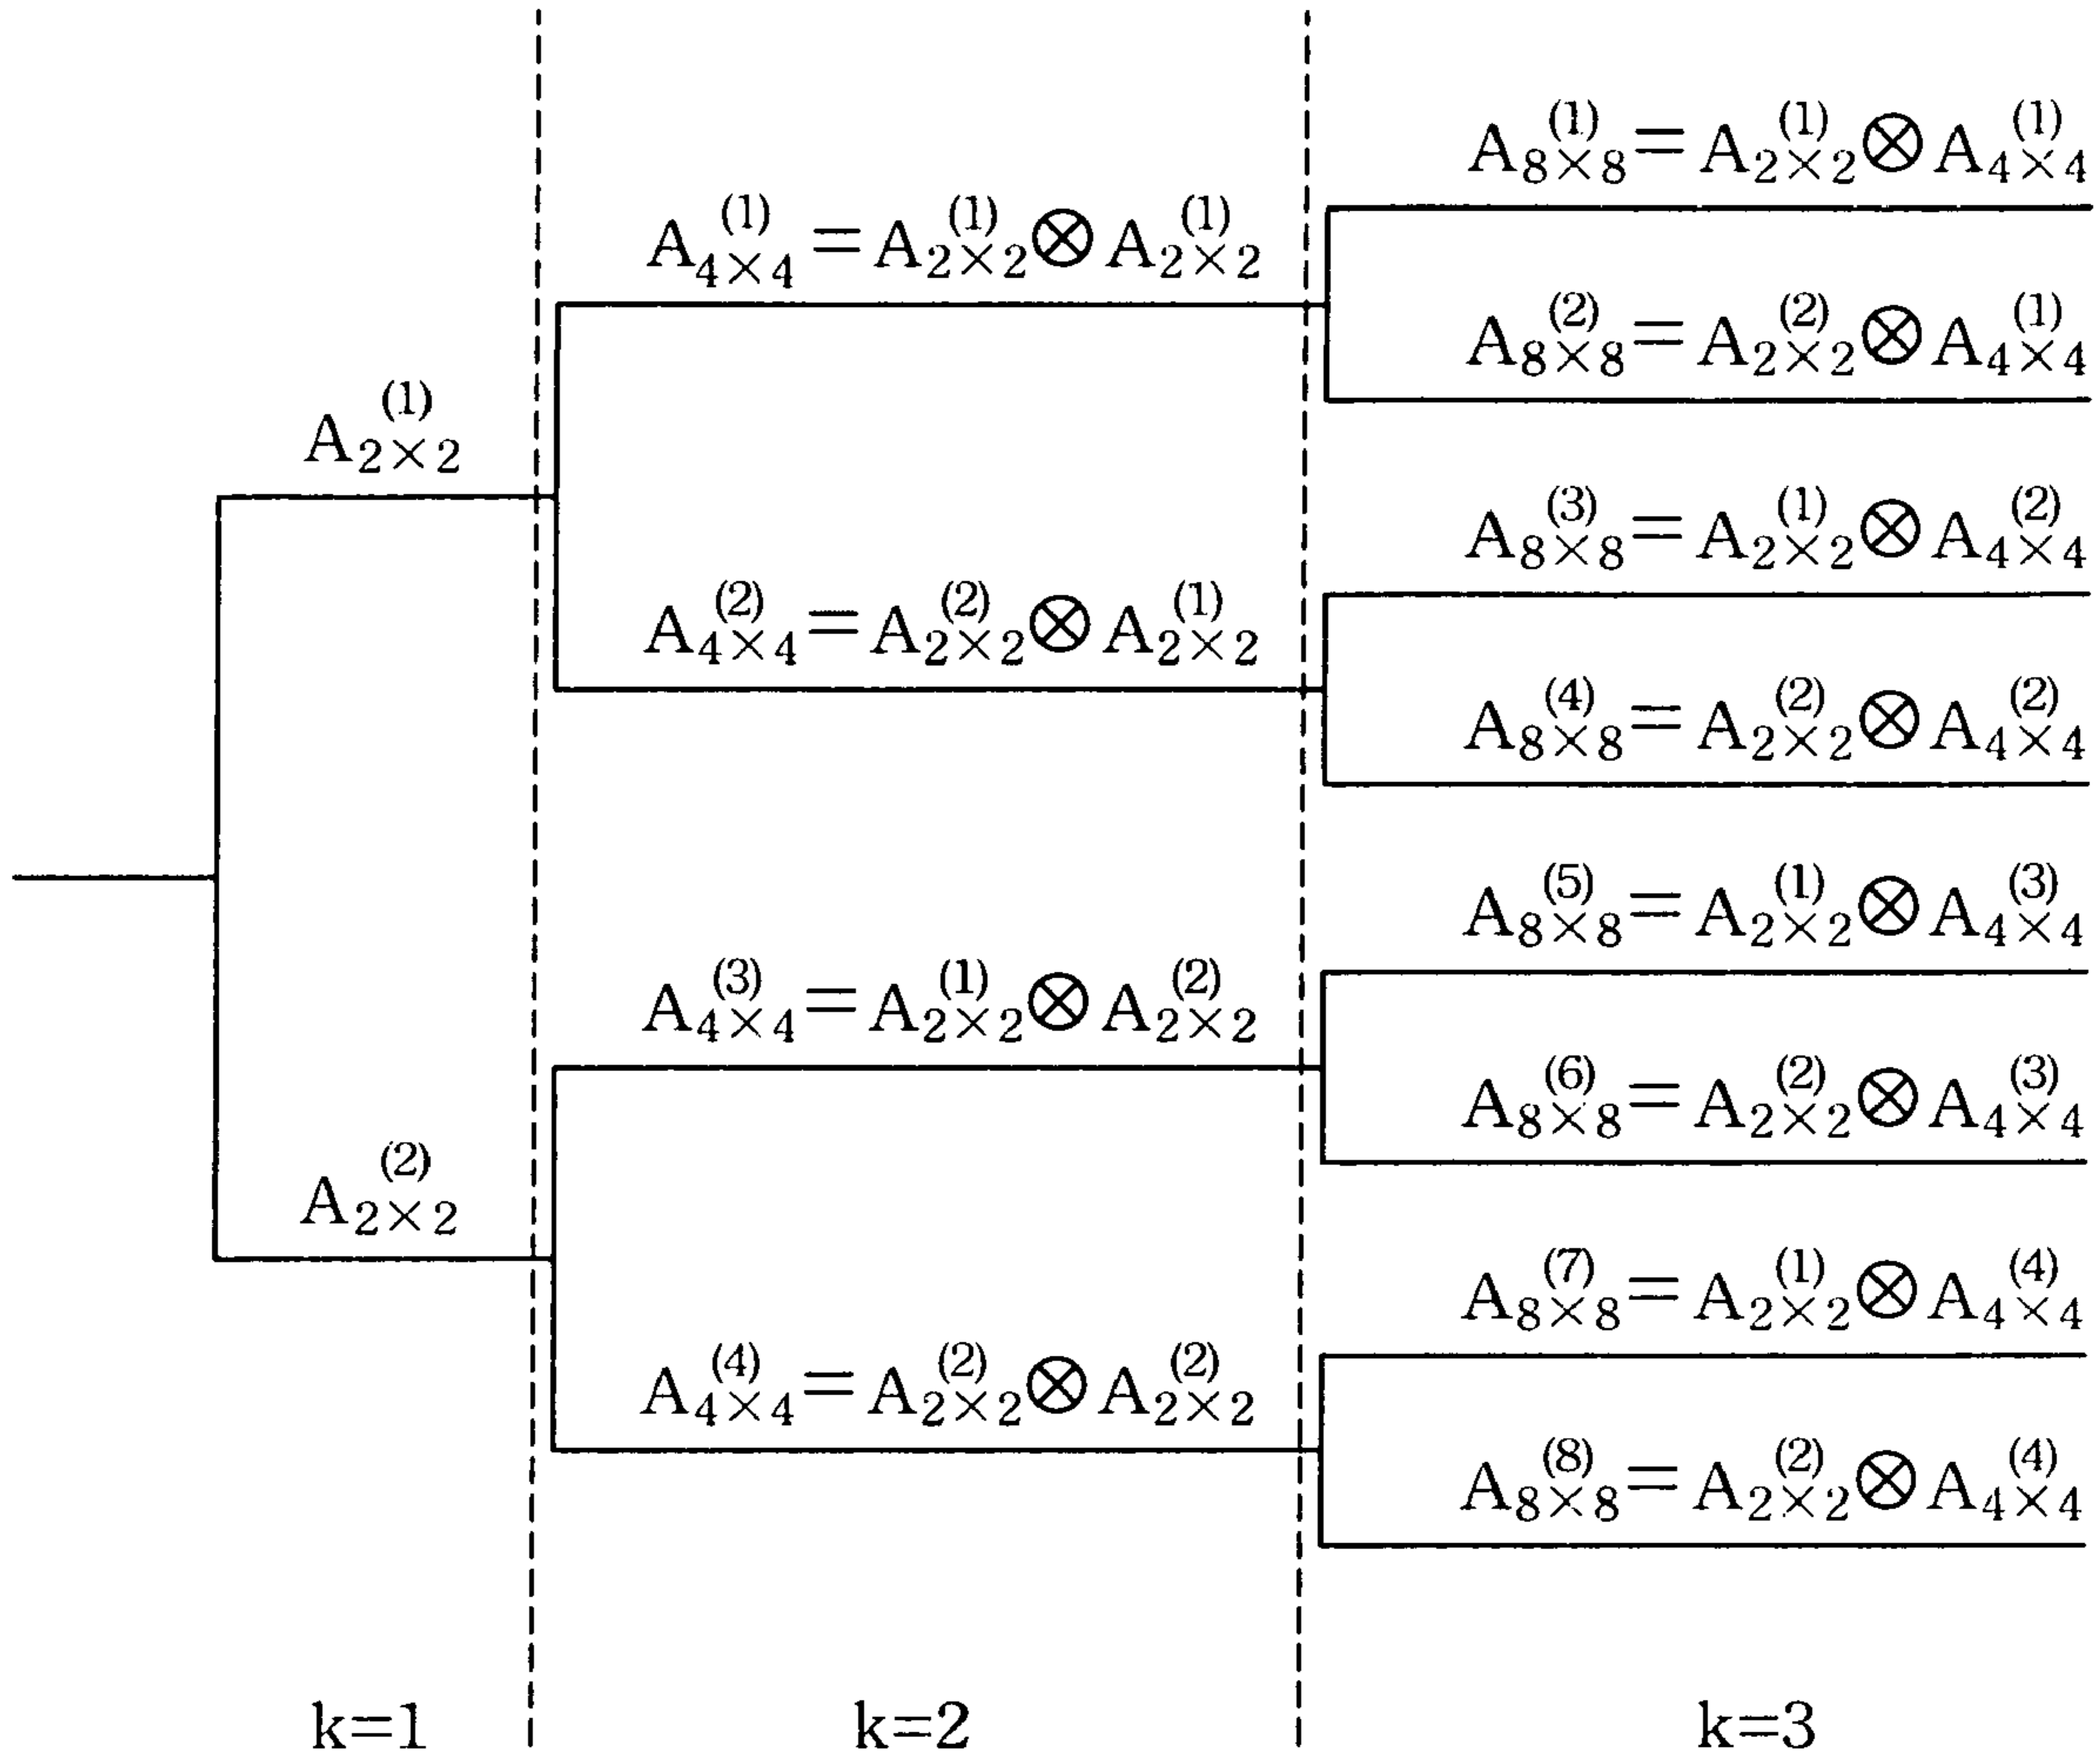 A_{8×8}^{(1)} = A_{2×2}^{(1)} ⊗ A_{4×4}^{(1)}
A_{4×4}^{(1)} = A_{2×2}^{(1)} ⊗ A_{2×2}^{(1)}
A_{8×8}^{(2)} = A_{2×2}^{(2)} ⊗ A_{4×4}^{(1)}
A_{2×2}^{(1)}
A_{8×8}^{(3)} = A_{2×2}^{(1)} ⊗ A_{4×4}^{(2)}
A_{4×4}^{(2)} = A_{2×2}^{(2)} ⊗ A_{2×2}^{(1)}
A_{8×8}^{(4)} = A_{2×2}^{(2)} ⊗ A_{4×4}^{(2)}
A_{8×8}^{(5)} = A_{2×2}^{(1)} ⊗ A_{4×4}^{(3)}
A_{4×4}^{(3)} = A_{2×2}^{(1)} ⊗ A_{2×2}^{(2)}
A_{8×8}^{(6)} = A_{2×2}^{(2)} ⊗ A_{4×4}^{(3)}
A_{2×2}^{(2)}
A_{8×8}^{(7)} = A_{2×2}^{(1)} ⊗ A_{4×4}^{(4)}
A_{4×4}^{(4)} = A_{2×2}^{(2)} ⊗ A_{2×2}^{(2)}
A_{8×8}^{(8)} = A_{2×2}^{(2)} ⊗ A_{4×4}^{(4)}
k=1 k=2 k=3